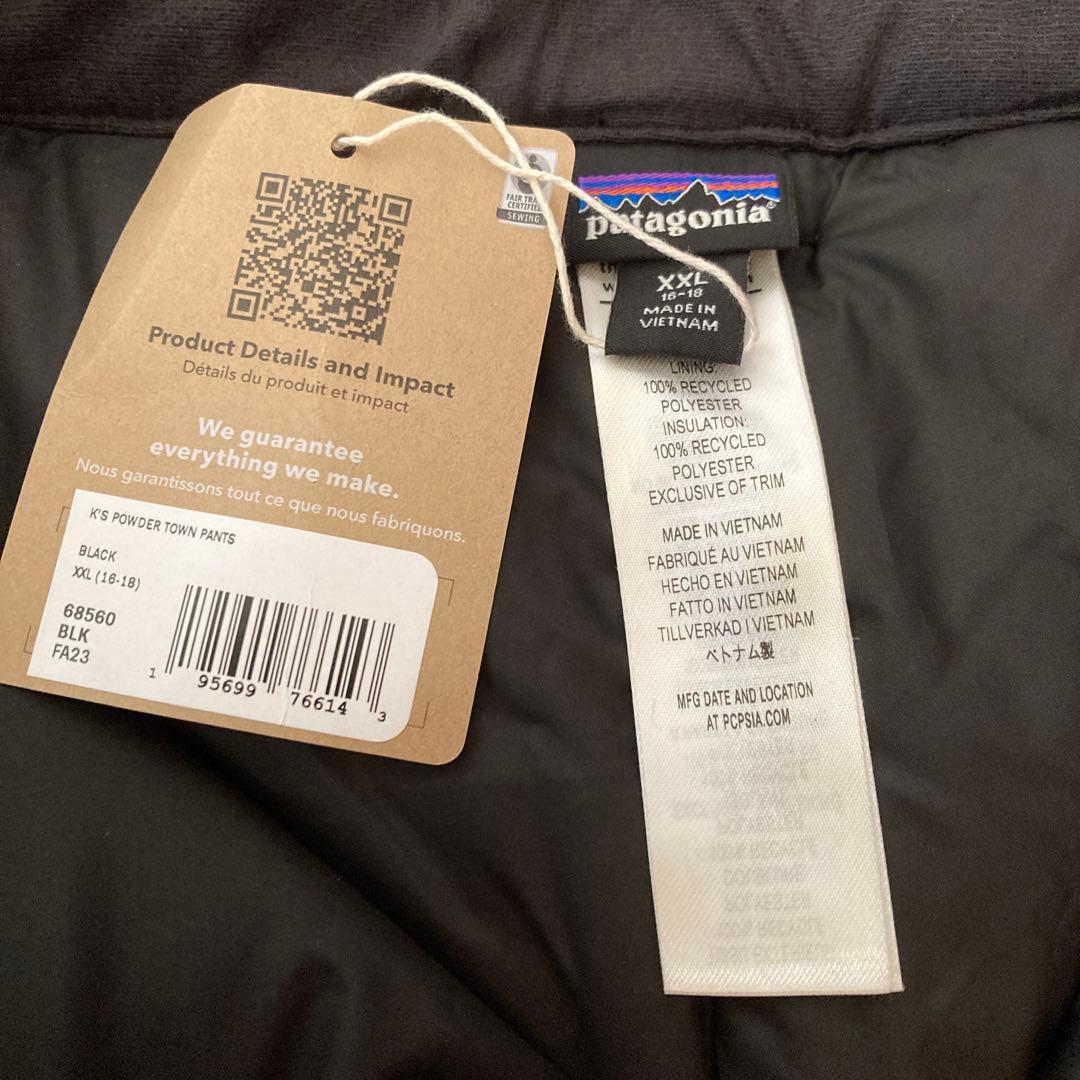 FAIR TRA
CERTIFIED
SEWING
Product Details and Impact
Détails du produit et impact
We guarantee
everything we make.
Nous garantissons tout ce que nous fabriquons.
K'S POWDER TOWN PANTS
BLACK
XXL (16-18)
68560
BLK
FA23
1 95699 76614 3
patagonia®
XXL
16-18
MADE IN
VIETNAM
LINING:
100% RECYCLED
POLYESTER
INSULATION:
100% RECYCLED
POLYESTER
EXCLUSIVE OF TRIM
MADE IN VIETNAM
FABRIQUÉ AU VIETNAM
HECHO EN VIETNAM
FATTO IN VIETNAM
TILLVERKAD I VIETNAM
ベトナム製
MFG DATE AND LOCATION
AT PCPSIA.COM